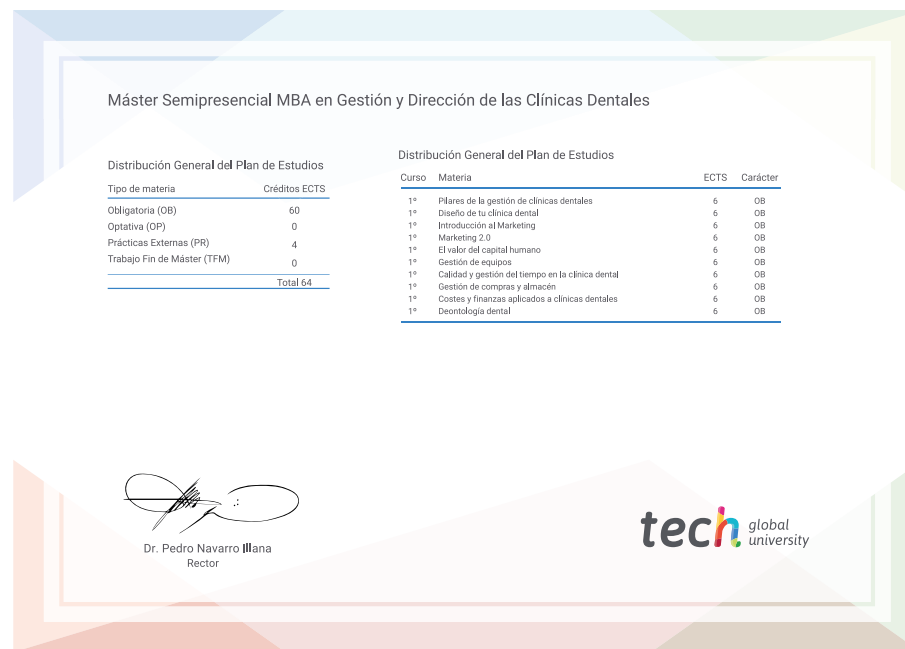 Máster Semipresencial MBA en Gestión y Dirección de las Clínicas Dentales
Distribución General del Plan de Estudios
Tipo de materia Créditos ECTS
Obligatoria (OB) 60
Optativa (OP) 0
Prácticas Externas (PR) 4
Trabajo Fin de Máster (TFM) 0
Total 64
Distribución General del Plan de Estudios
Curso Materia ECTS Carácter
1º Pilares de la gestión de clínicas dentales 6 OB
1º Diseño de tu clínica dental 6 OB
1º Introducción al Marketing 6 OB
1º Marketing 2.0 6 OB
1º El valor del capital humano 6 OB
1º Gestión de equipos 6 OB
1º Calidad y gestión del tiempo en la clínica dental 6 OB
1º Gestión de compras y almacén 6 OB
1º Costes y finanzas aplicados a clínicas dentales 6 OB
1º Deontología dental 6 OB
Dr. Pedro Navarro Illana
Rector
tech global university